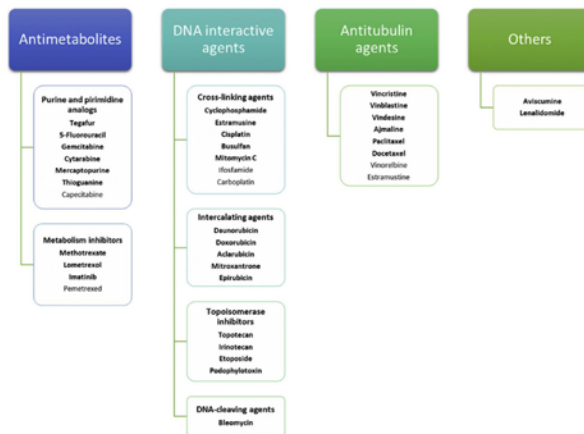 Antimetabolites
Purine and pirimidine
analogs
Tegafur
5-Fluorouracil
Gemcitabine
Cytarabine
Mercaptopurine
Thioguanine
Capecitabine
Metabolism inhibitors
Methotrexate
Lometrexol
Imatinib
Pemetrexed
DNA interactive
agents
Cross-linking agents
Cyclophosphamide
Estramusine
Cisplatin
Busulfan
Mitomycin C
Ifosfamide
Carboplatin
Intercalating agents
Daunorubicin
Doxorubicin
Aclarubicin
Mitroxantrone
Epirubicin
Topoisomerase
inhibitors
Topotecan
Irinotecan
Etoposide
Podophylotoxin
DNA-cleaving agents
Bleomycin
Antitubulin
agents
Vincristine
Vinblastine
Vindesine
Ajmaline
Paclitaxel
Docetaxel
Vinorelbine
Estramustine
Others
Aviscumine
Lenalidomide